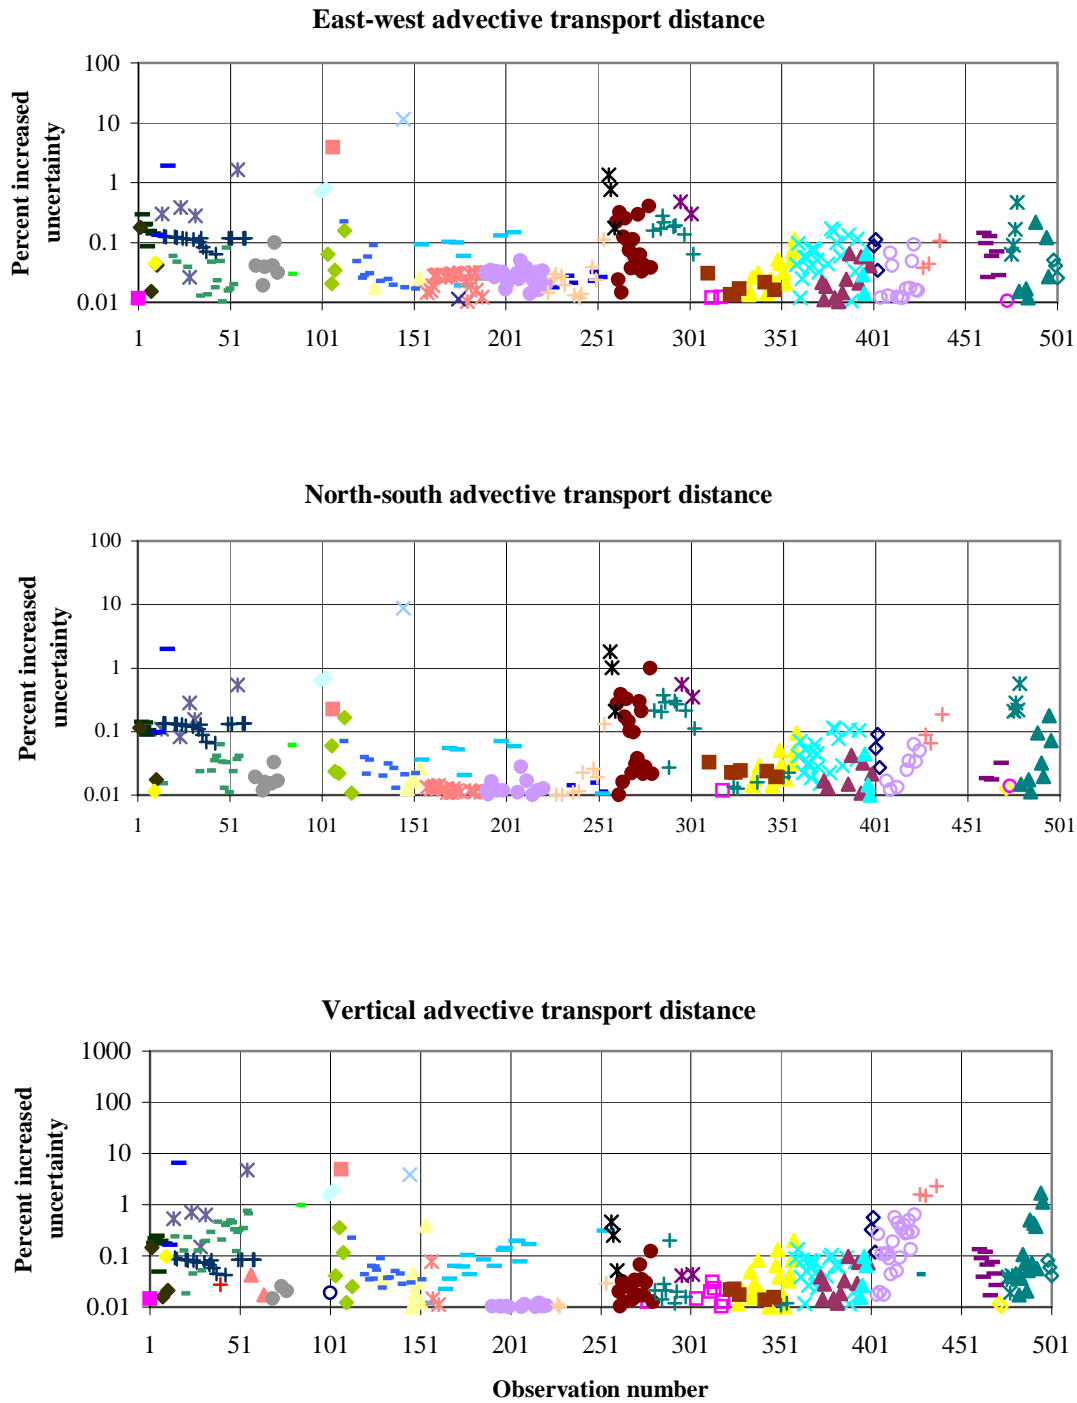 East-west advective transport distance
Percent increased
uncertainty
100
10
1
0.1
0.01
1 51 101 151 201 251 301 351 401 451 501
North-south advective transport distance
Percent increased
uncertainty
100
10
1
0.1
0.01
1 51 101 151 201 251 301 351 401 451 501
Vertical advective transport distance
Percent increased
uncertainty
1000
100
10
1
0.1
0.01
1 51 101 151 201 251 301 351 401 451 501
Observation number